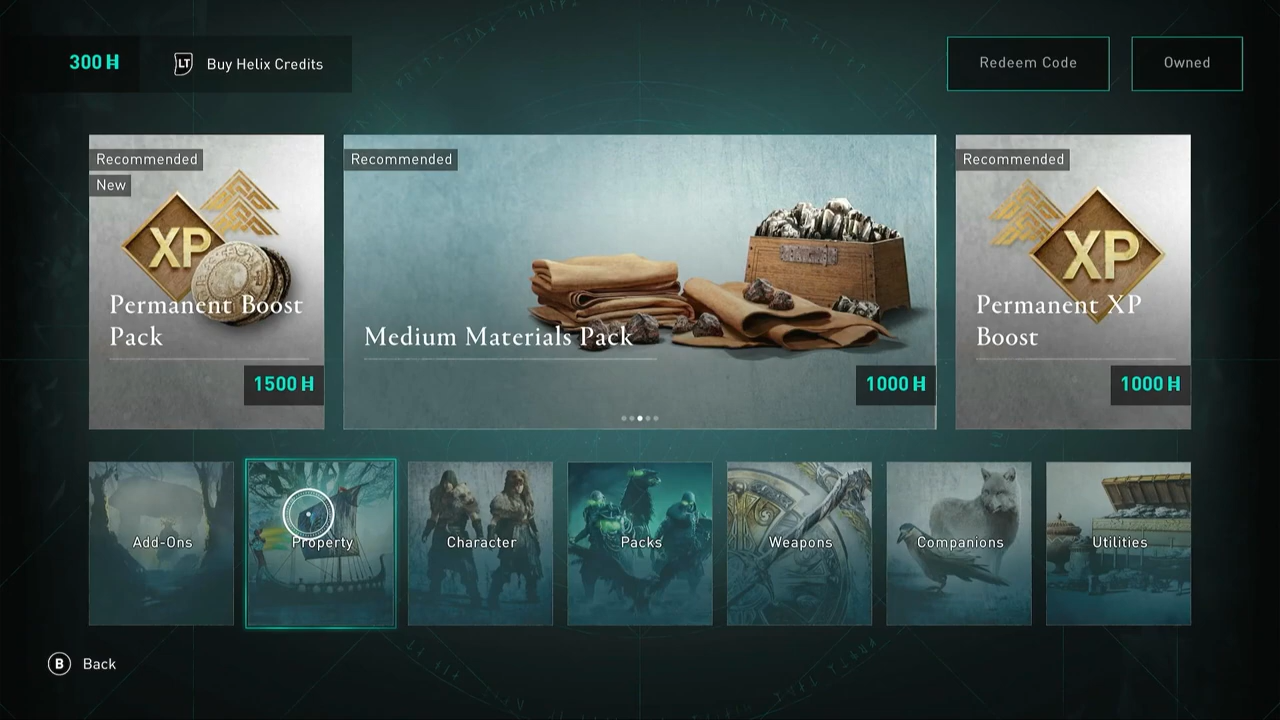 300 H
LT Buy Helix Credits
Redeem Code
Owned
Recommended
New
XP
Permanent Boost
Pack
1500 H
Recommended
Medium Materials Pack
1000 H
Recommended
XP
Permanent XP
Boost
1000 H
Add-Ons
Property
Character
Packs
Weapons
Companions
Utilities
B Back